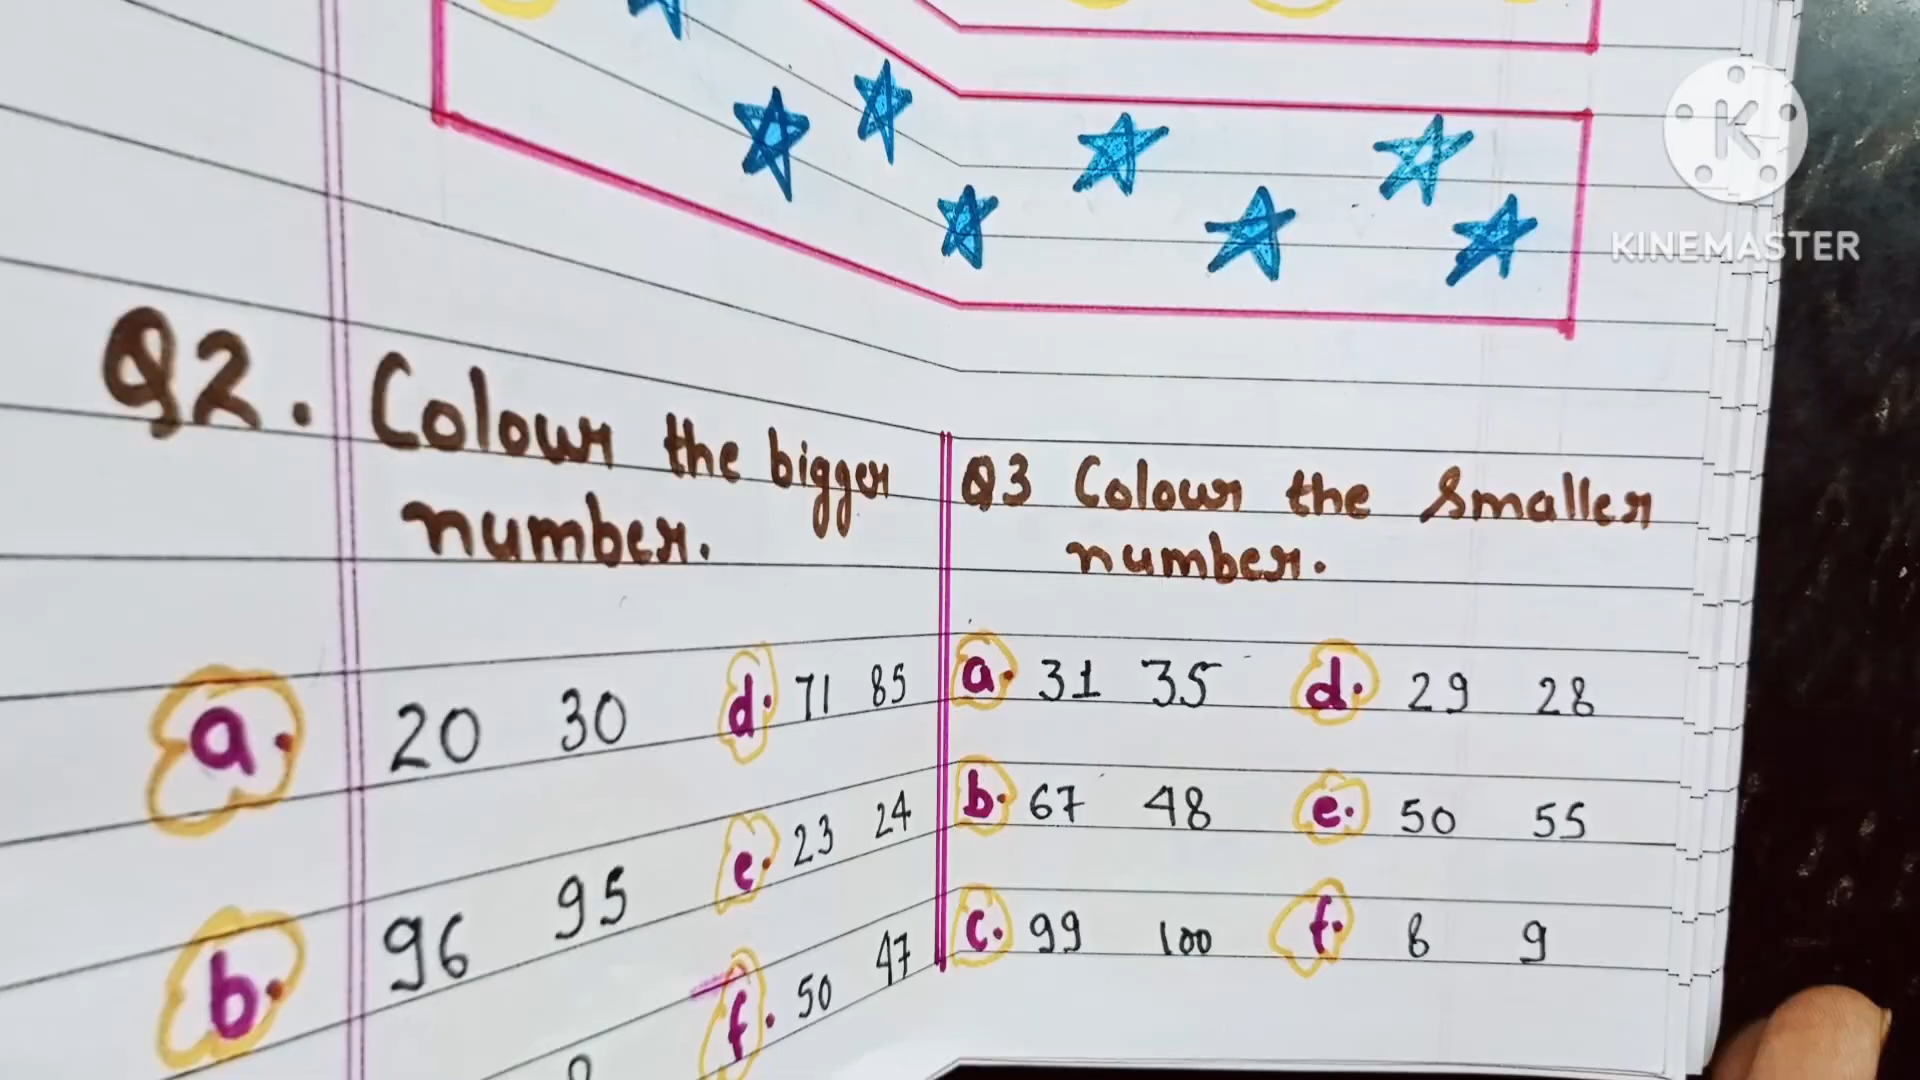 K
KINEMASTER
Q2. Colour the bigger
number.
a. 20 30
d. 71 85
b. 96 95
e. 23 24
f. 50 47
Q3 Colour the Smaller
number.
a. 31 35
d. 29 28
b. 67 48
e. 50 55
c. 99 100
f. 8 9